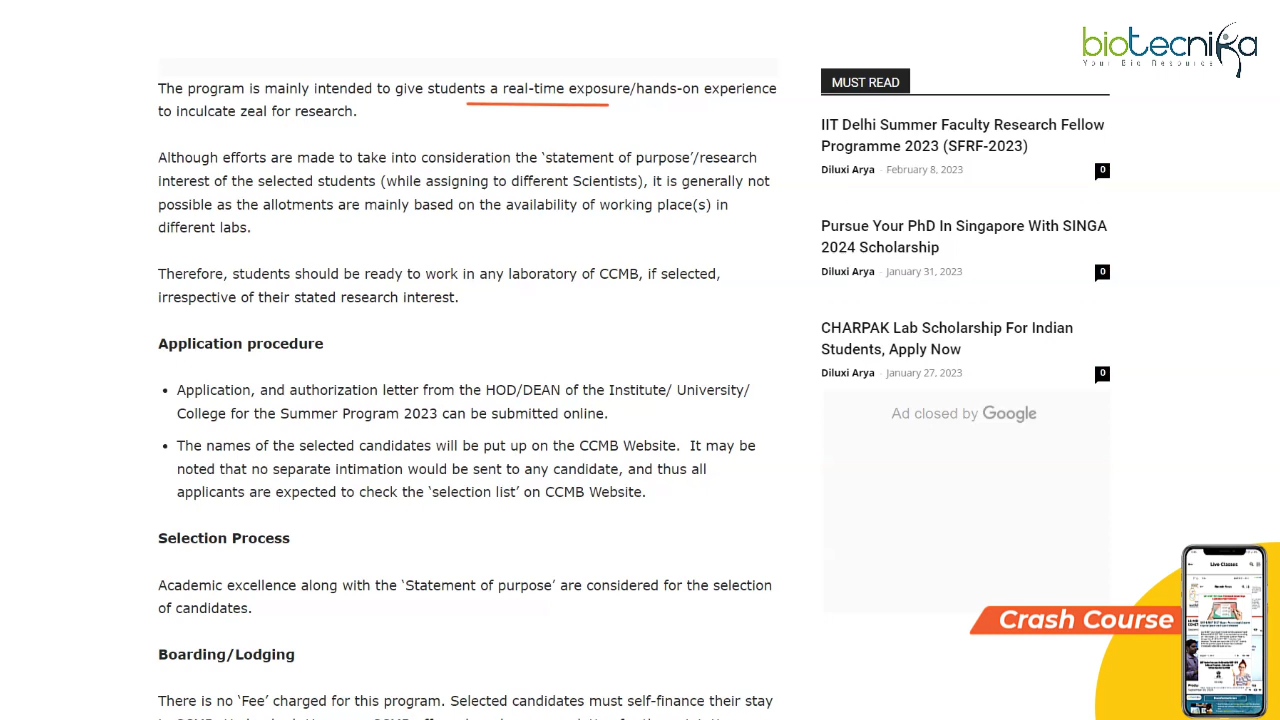 biotecnika
Your Bio Resource
The program is mainly intended to give students a real-time exposure/hands-on experience
to inculcate zeal for research.
Although efforts are made to take into consideration the ‘statement of purpose’/research
interest of the selected students (while assigning to different Scientists), it is generally not
possible as the allotments are mainly based on the availability of working place(s) in
different labs.
Therefore, students should be ready to work in any laboratory of CCMB, if selected,
irrespective of their stated research interest.
Application procedure
• Application, and authorization letter from the HOD/DEAN of the Institute/ University/
College for the Summer Program 2023 can be submitted online.
• The names of the selected candidates will be put up on the CCMB Website.  It may be
noted that no separate intimation would be sent to any candidate, and thus all
applicants are expected to check the ‘selection list’ on CCMB Website.
Selection Process
Academic excellence along with the ‘Statement of purpose’ are considered for the selection
of candidates.
Boarding/Lodging
There is no ‘Fee’ charged for this program. Selected candidates must self-finance their stay
MUST READ
IIT Delhi Summer Faculty Research Fellow
Programme 2023 (SFRF-2023)
Diluxi Arya - February 8, 2023 0
Pursue Your PhD In Singapore With SINGA
2024 Scholarship
Diluxi Arya - January 31, 2023 0
CHARPAK Lab Scholarship For Indian
Students, Apply Now
Diluxi Arya - January 27, 2023 0
Ad closed by Google
Crash Course
Live Classes